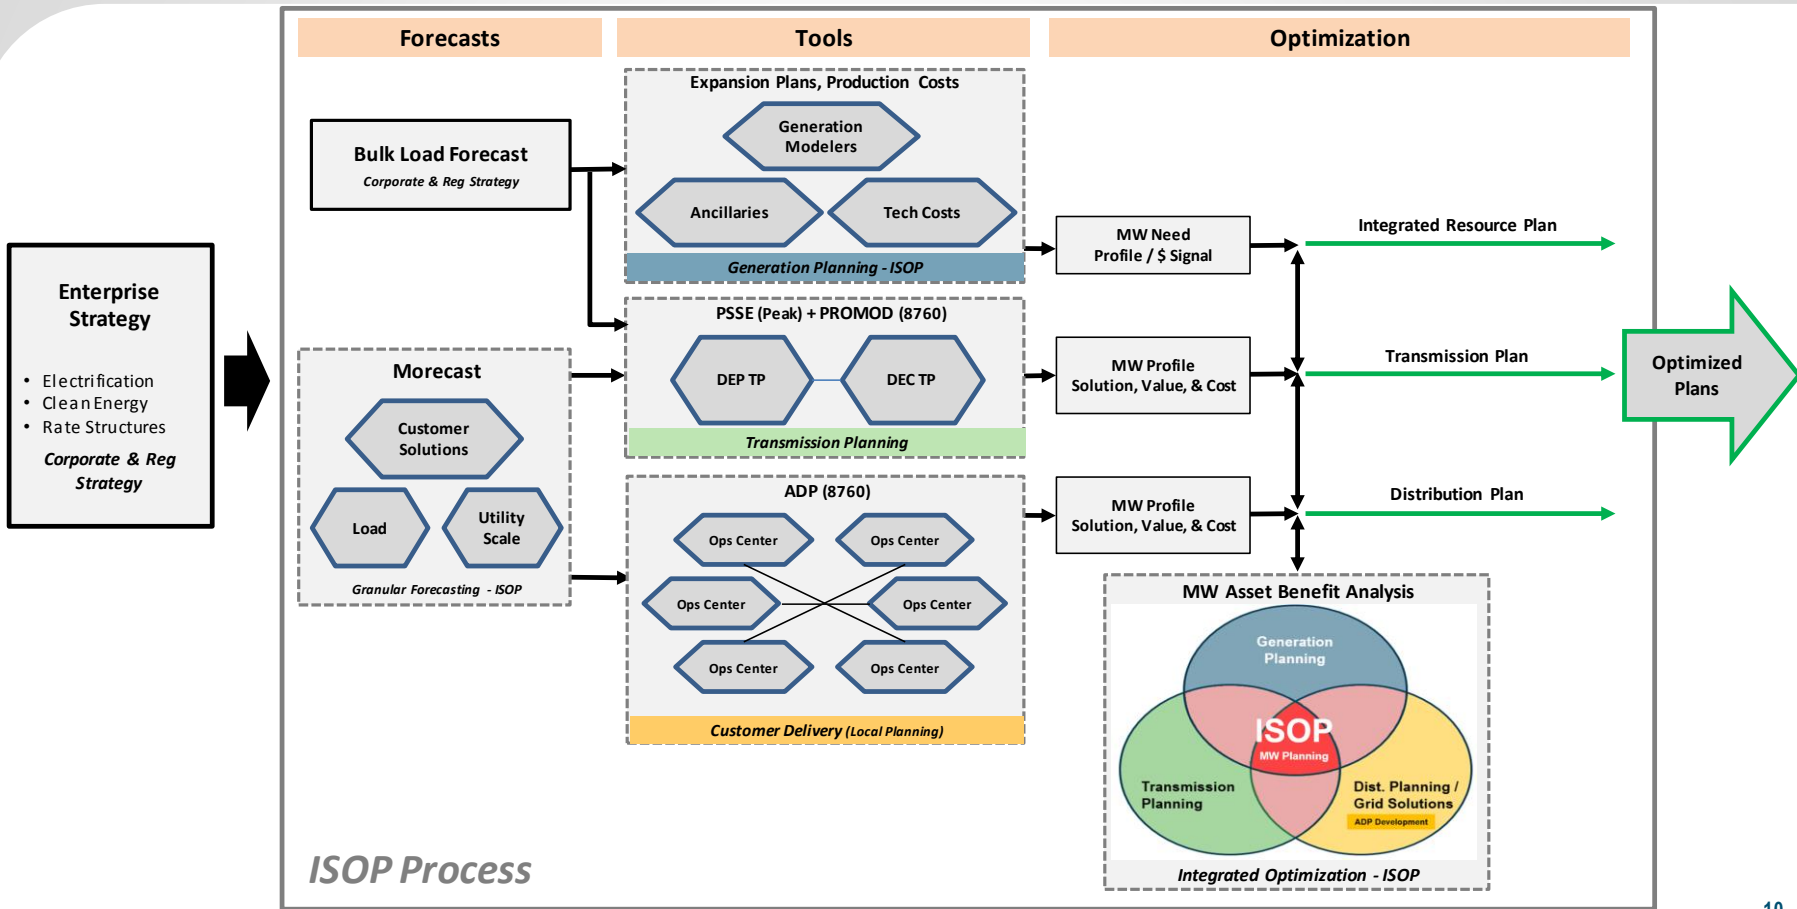 Forecasts
Tools
Optimization
Enterprise
Strategy
• Electrification
• Clean Energy
• Rate Structures
Corporate & Reg
Strategy
Bulk Load Forecast
Corporate & Reg Strategy
Morecast
Customer
Solutions
Load
Utility
Scale
Granular Forecasting - ISOP
Expansion Plans, Production Costs
Generation
Modelers
Ancillaries
Tech Costs
Generation Planning - ISOP
PSSE (Peak) + PROMOD (8760)
DEP TP
DEC TP
Transmission Planning
ADP (8760)
Ops Center
Ops Center
Ops Center
Ops Center
Ops Center
Ops Center
Customer Delivery (Local Planning)
MW Need
Profile / $ Signal
MW Profile
Solution, Value, & Cost
MW Profile
Solution, Value, & Cost
Integrated Resource Plan
Transmission Plan
Distribution Plan
MW Asset Benefit Analysis
Generation
Planning
ISOP
MW Planning
Transmission
Planning
Dist. Planning /
Grid Solutions
ADP Development
Integrated Optimization - ISOP
Optimized
Plans
ISOP Process